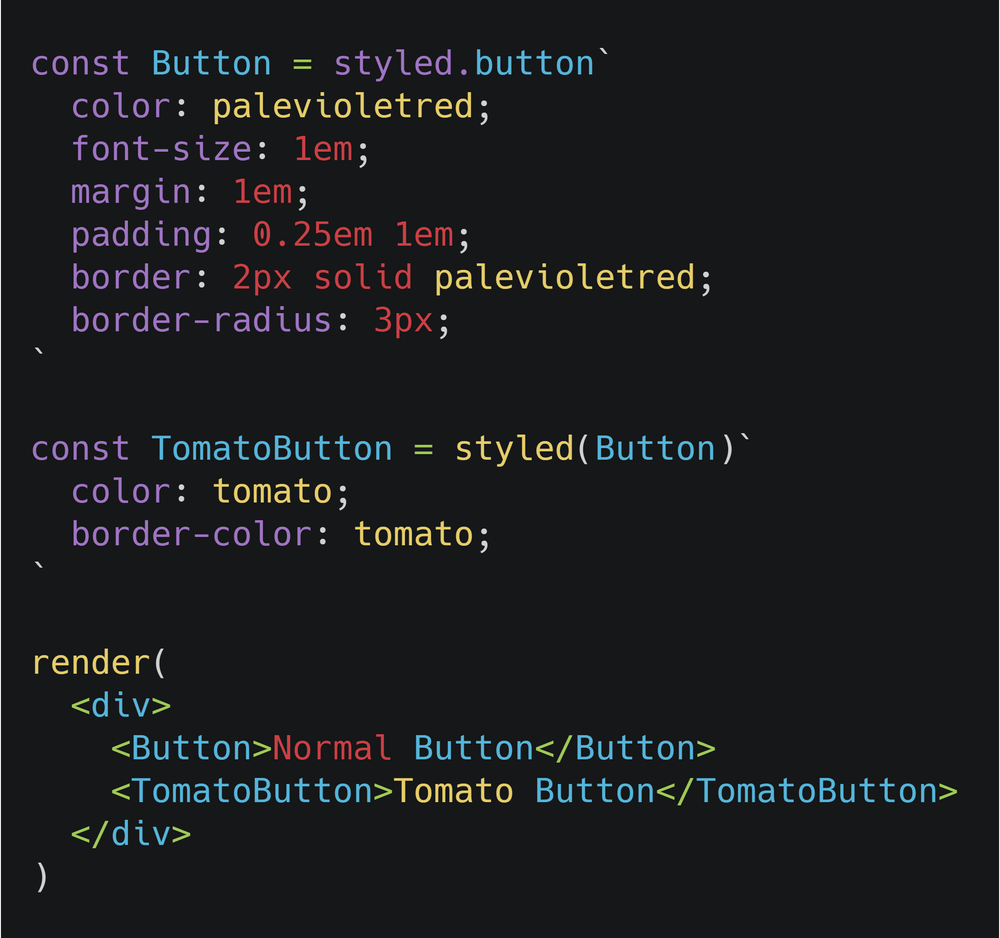 const Button = styled.button`
  color: palevioletred;
  font-size: 1em;
  margin: 1em;
  padding: 0.25em 1em;
  border: 2px solid palevioletred;
  border-radius: 3px;
`
const TomatoButton = styled(Button)`
  color: tomato;
  border-color: tomato;
`
render(
  <div>
    <Button>Normal Button</Button>
    <TomatoButton>Tomato Button</TomatoButton>
  </div>
)